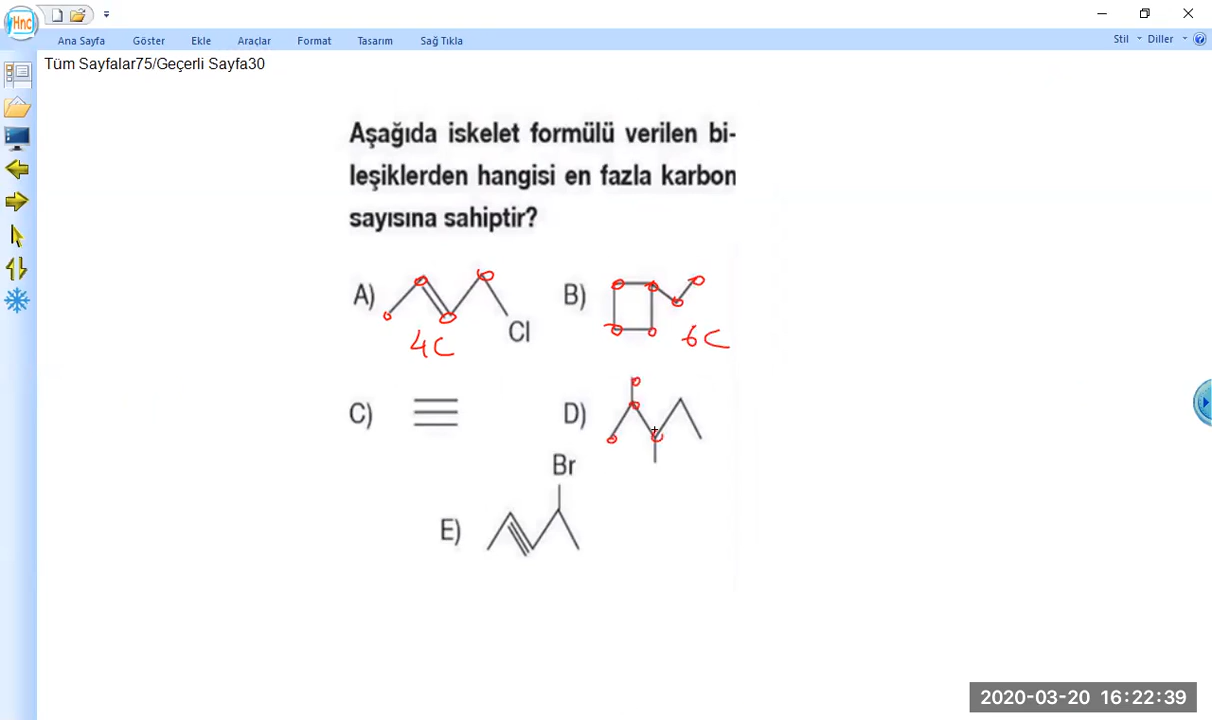 Hnc
Ana Sayfa Göster Ekle Araçlar Format Tasarım Sağ Tıkla Stil Diller
Tüm Sayfalar75/Geçerli Sayfa30
Aşağıda iskelet formülü verilen bi-
leşiklerden hangisi en fazla karbon
sayısına sahiptir?
A)
Cl
4C
B)
6C
C)
D)
E)
Br
2020-03-20 16:22:39